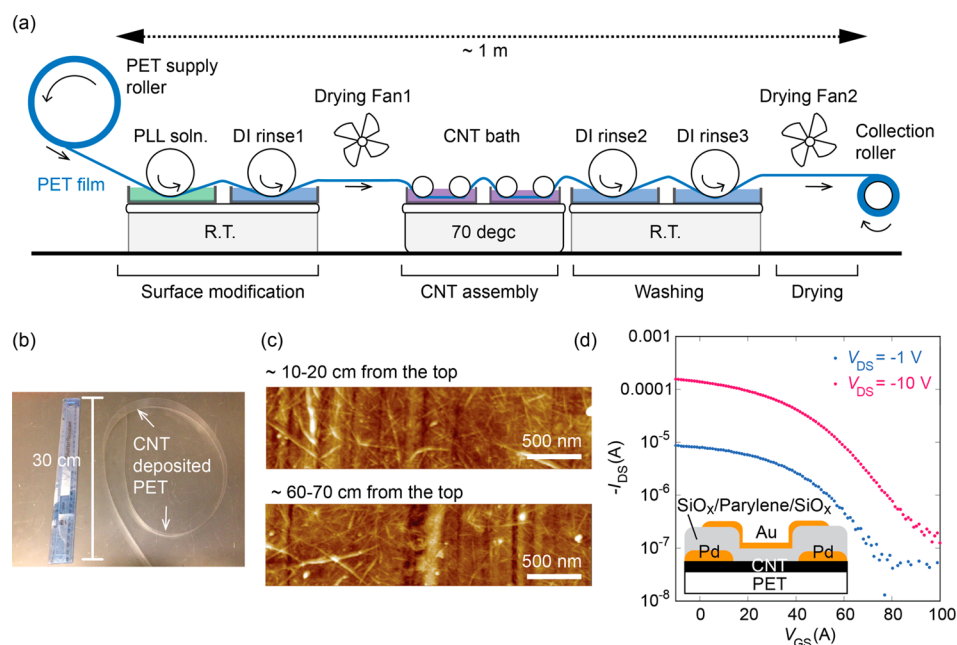 (a)
~ 1 m
PET supply
roller
PET film
PLL soln.
DI rinse1
Drying Fan1
CNT bath
DI rinse2
DI rinse3
Drying Fan2
Collection
roller
R.T.
70 degc
R.T.
Surface modification
CNT assembly
Washing
Drying
(b)
30 cm
CNT
deposited
PET
(c)
~ 10-20 cm from the top
500 nm
~ 60-70 cm from the top
500 nm
(d)
0.001
0.0001
10-5
10-6
10-7
10-8
-IDS(A)
VDS = -1 V
VDS = -10 V
SiOX/Parylene/SiOX
Au
Pd
Pd
CNT
PET
0
20
40
60
80
100
VGS(A)